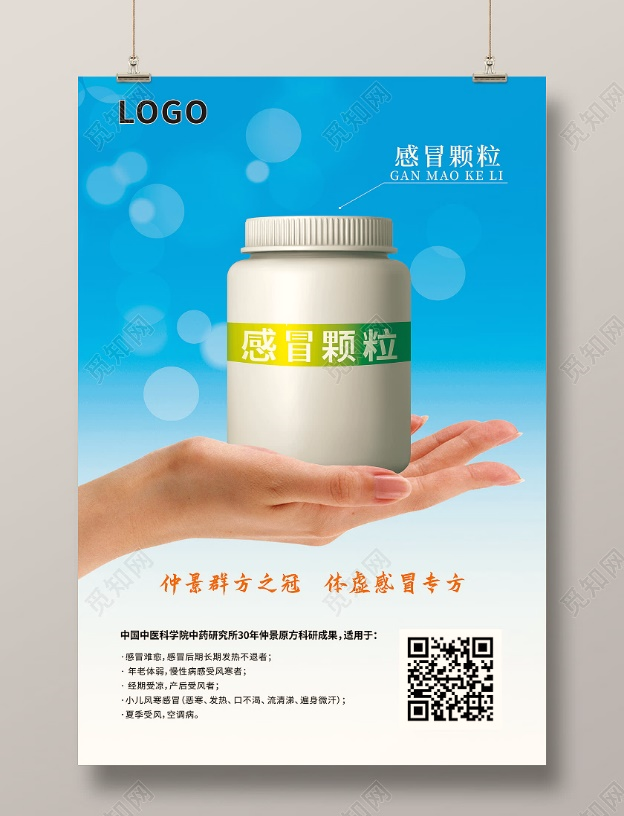 LOGO
感冒颗粒
GAN MAO KE LI
感冒颗粒
仲景群方之冠 体虚感冒专方
中国中医科学院中药研究所30年仲景原方科研成果,适用于:
·感冒难愈,感冒后期长期发热不退者;
· 年老体弱,慢性病感受风寒者;
· 经期受凉,产后受风者;
·小儿风寒感冒(恶寒、发热、口不渴、流清涕、遍身微汗);
·夏季受风,空调病。
觅知网